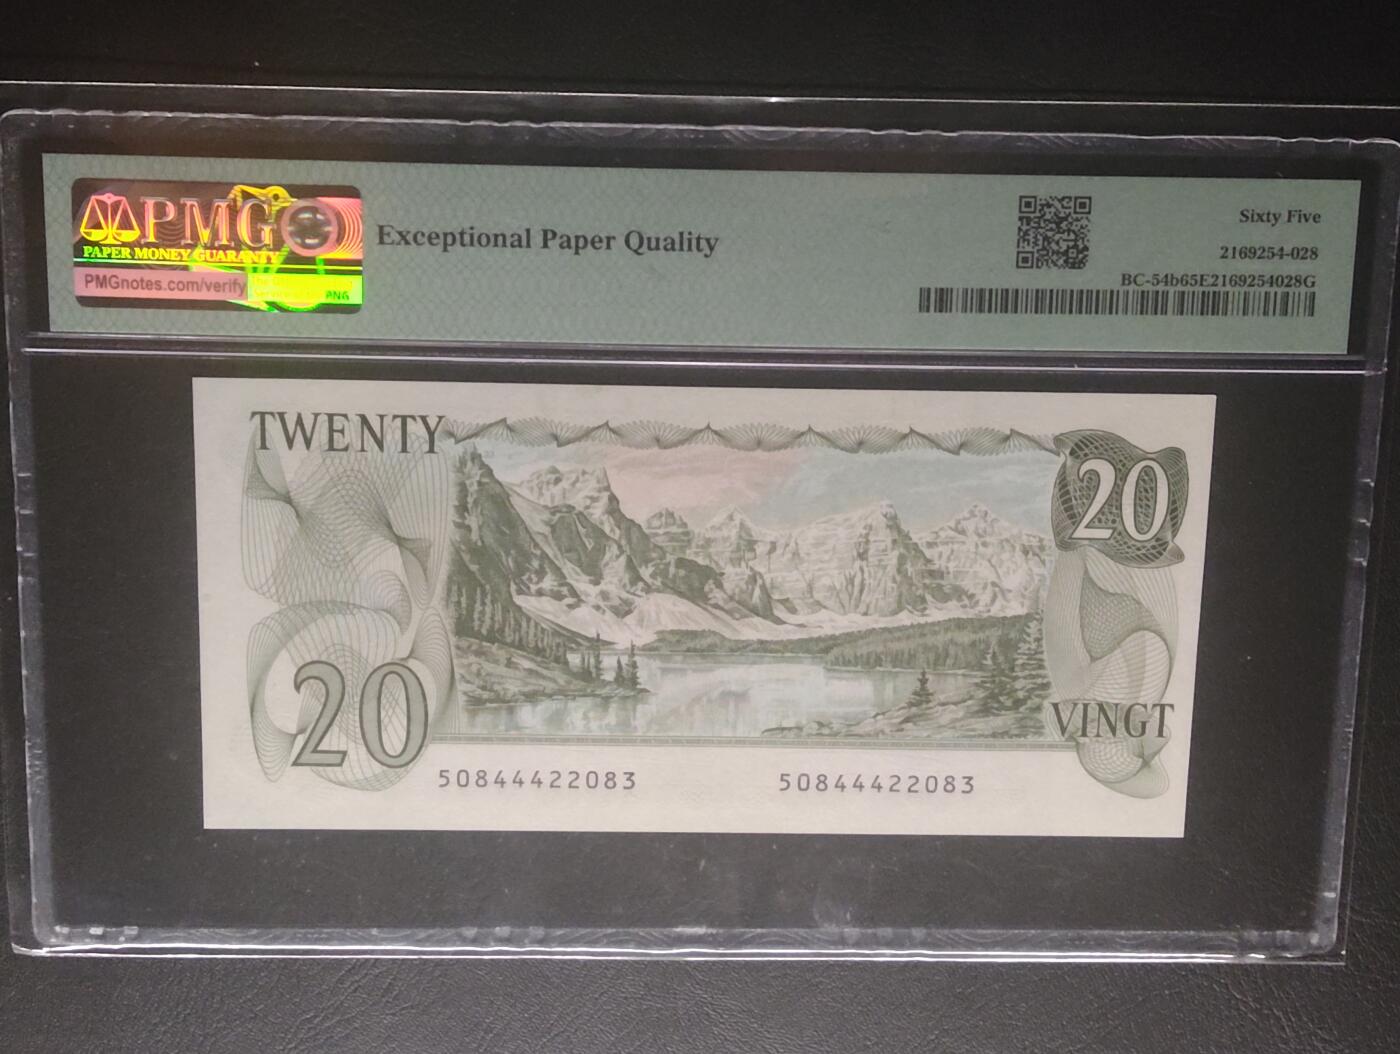 PMG
PAPER MONEY GUARANTY
PMGnotes.com/verify
Exceptional Paper Quality
Sixty Five
2169254-028
BC-54b65E2169254028G
TWENTY
20
20
VINGT
50844422083
50844422083